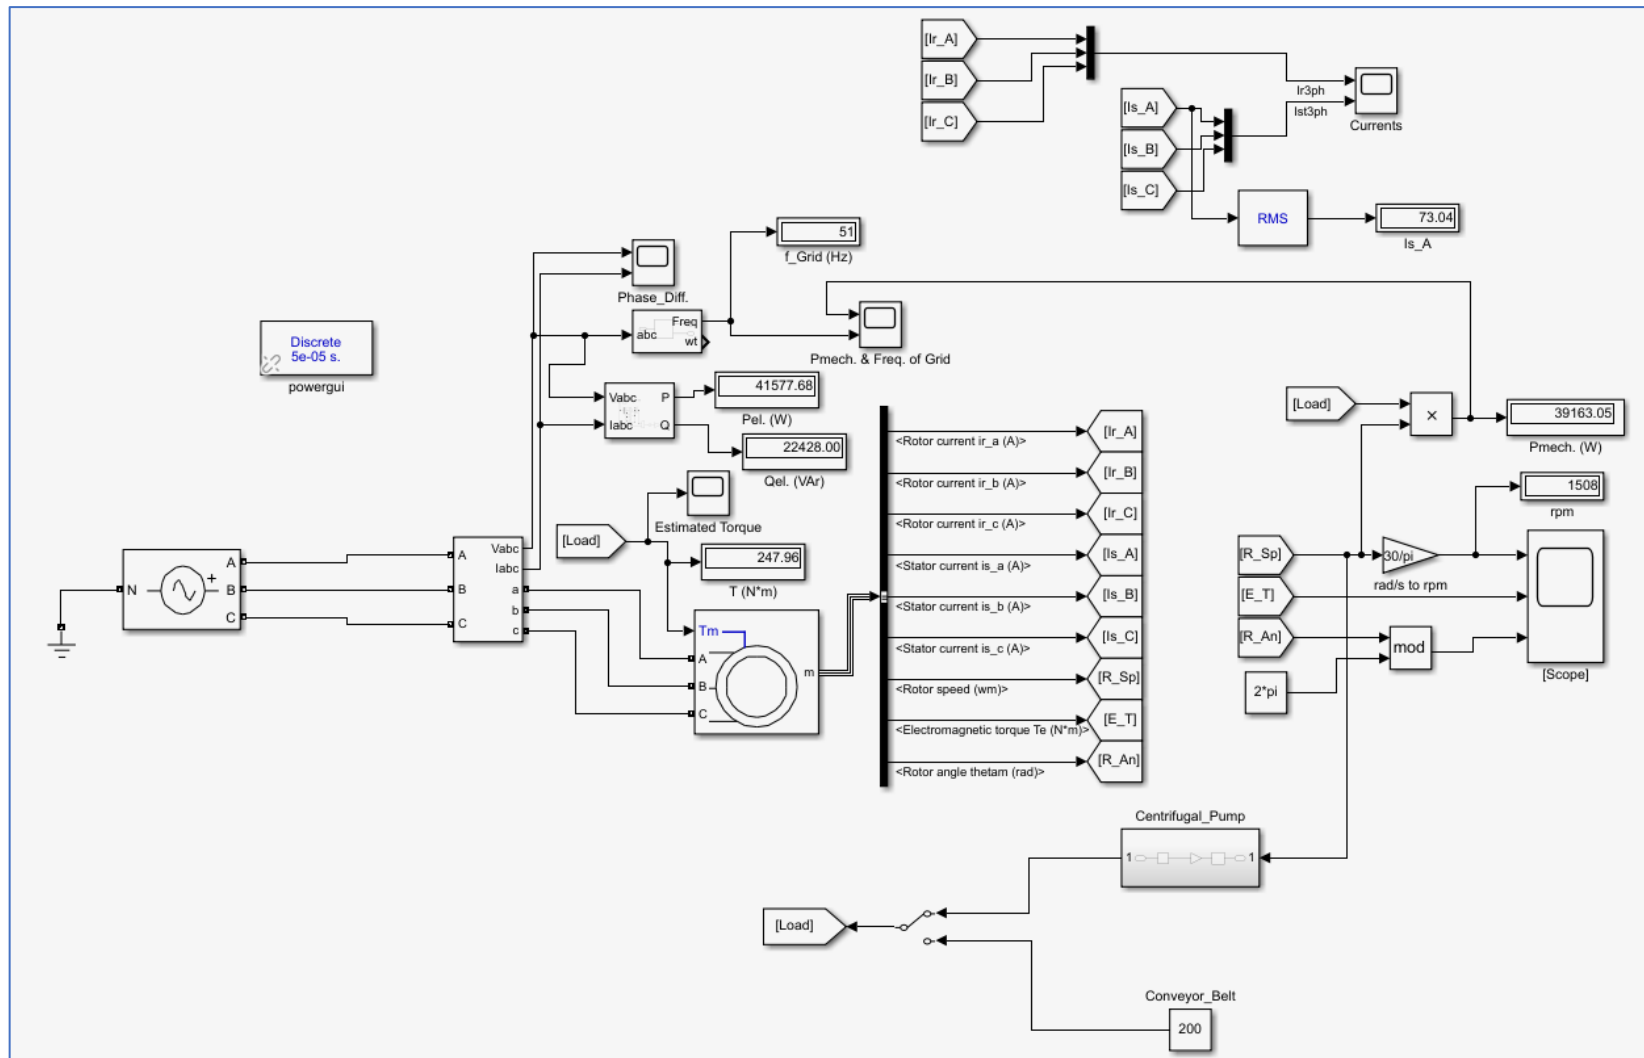 [Ir_A]
[Ir_B]
[Ir_C]
Ir3ph
Ist3ph
Currents
[Is_A]
[Is_B]
[Is_C]
RMS
73.04
Is_A
51
f_Grid (Hz)
Phase_Diff.
abc
Freq
wt
Pmech. & Freq. of Grid
Discrete
5e-05 s.
powergui
Vabc
Iabc
P
Q
41577.68
Pel. (W)
22428.00
Qel. (VAr)
Estimated Torque
[Load]
247.96
T (N*m)
N
+
A
B
C
A
B
C
Vabc
Iabc
a
b
c
Tm
A
B
C
m
<Rotor current ir_a (A)>
[Ir_A]
<Rotor current ir_b (A)>
[Ir_B]
<Rotor current ir_c (A)>
[Ir_C]
<Stator current is_a (A)>
[Is_A]
<Stator current is_b (A)>
[Is_B]
<Stator current is_c (A)>
[Is_C]
<Rotor speed (wm)>
[R_Sp]
<Electromagnetic torque Te (N*m)>
[E_T]
<Rotor angle thetam (rad)>
[R_An]
[Load]
×
39163.05
Pmech. (W)
1508
rpm
[R_Sp]
30/pi
rad/s to rpm
[E_T]
[R_An]
mod
2*pi
[Scope]
Centrifugal_Pump
1
1
[Load]
Conveyor_Belt
200